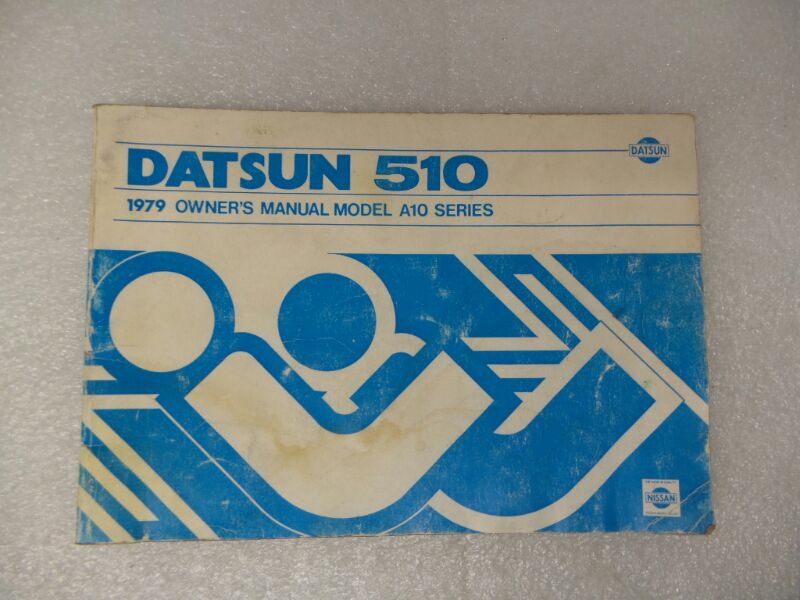 DATSUN 510
DATSUN
1979 OWNER'S MANUAL MODEL A10 SERIES
NISSAN